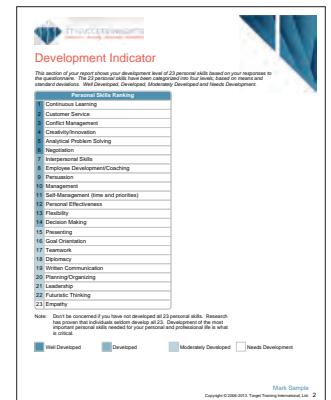 TTI SUCCESS INSIGHTS
Development Indicator
This section of your report shows your development level of 23 personal skills based on your responses to
the questionnaire. The 23 personal skills have been categorized into four levels; based on means and
standard deviations. Well Developed, Developed, Moderately Developed and Needs Development.
Personal Skills Ranking
1 Continuous Learning
2 Customer Service
3 Conflict Management
4 Creativity/Innovation
5 Analytical Problem Solving
6 Negotiation
7 Interpersonal Skills
8 Employee Development/Coaching
9 Persuasion
10 Management
11 Self-Management (time and priorities)
12 Personal Effectiveness
13 Flexibility
14 Decision Making
15 Presenting
16 Goal Orientation
17 Teamwork
18 Diplomacy
19 Written Communication
20 Planning/Organizing
21 Leadership
22 Futuristic Thinking
23 Empathy
Note: Don't be concerned if you have not developed all 23 personal skills. Research
has proven that individuals seldom develop all 23. Development of the most
important personal skills needed for your personal and professional life is what
is critical.
Well Developed Developed Moderately Developed Needs Development
Mark Sample
Copyright © 2006-2013. Target Training International, Ltd. 2